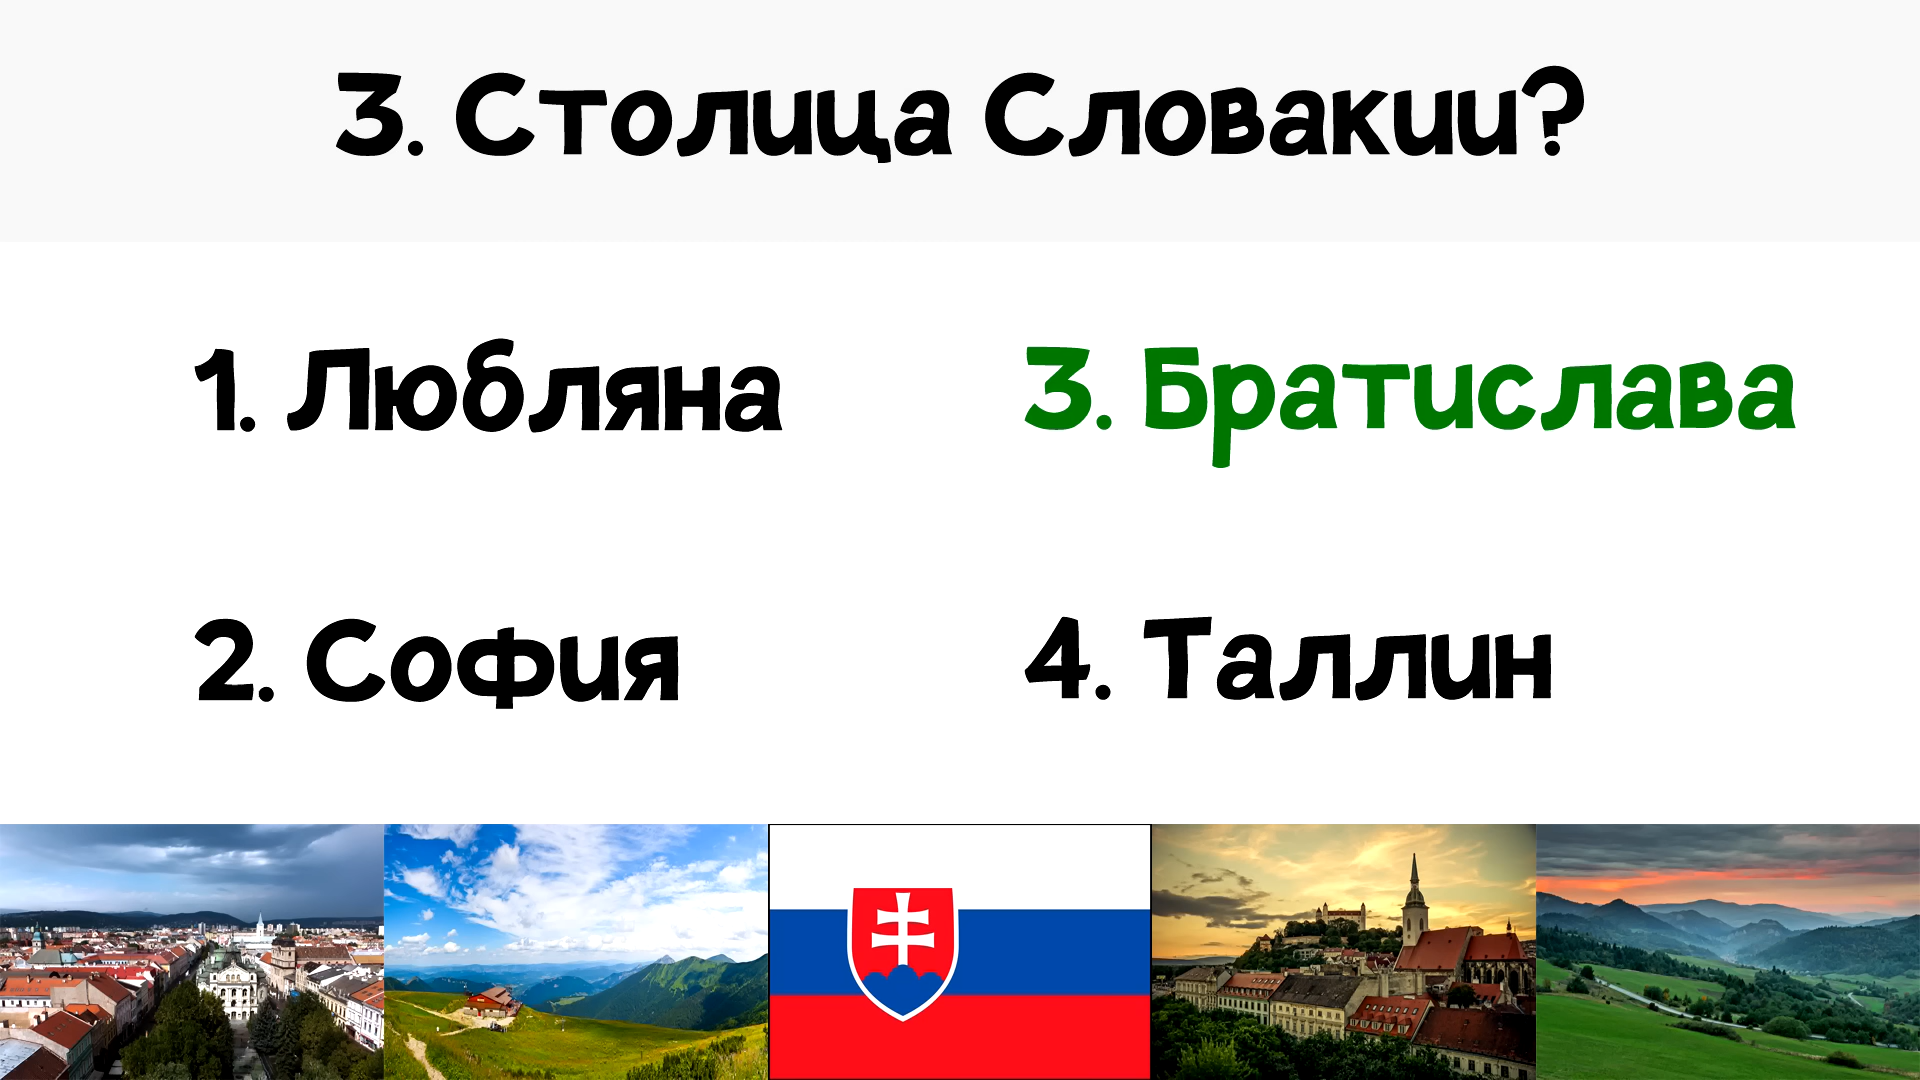 3. Столица Словакии?
1. Любляна
2. София
3. Братислава
4. Таллин